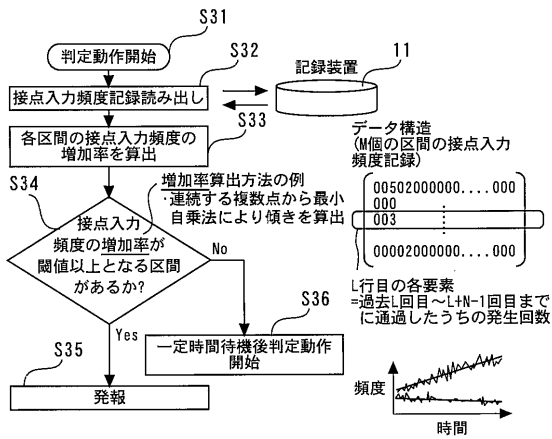 S31
判定動作開始
S32
接点入力頻度記録読み出し
記録装置
11
S33
各区間の接点入力頻度の
増加率を算出
S34
増加率算出方法の例
・連続する複数点から最小
自乗法により傾きを算出
接点入力
頻度の増加率が
閾値以上となる区間
があるか?
No
Yes
S36
一定時間待機後判定動作
開始
S35
発報
データ構造
(M個の区間の接点入力
頻度記録)
00502000000....000
000
003
00002000000....000
L行目の各要素
=過去L回目～L+N-1回目まで
に通過したうちの発生回数
頻度
時間